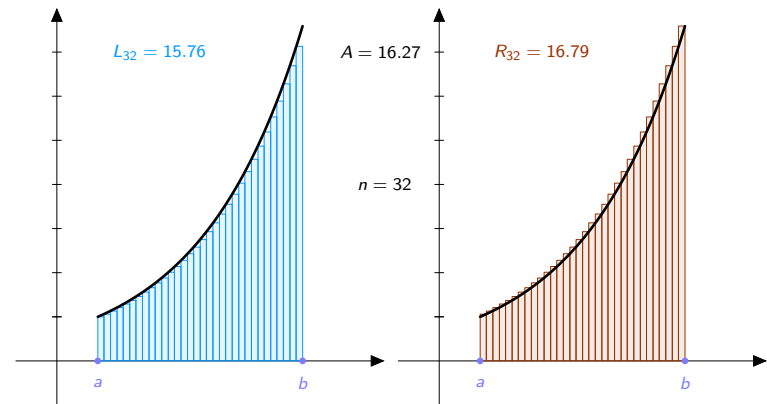 L₃₂ = 15.76
A = 16.27
R₃₂ = 16.79
n = 32
a
b
a
b